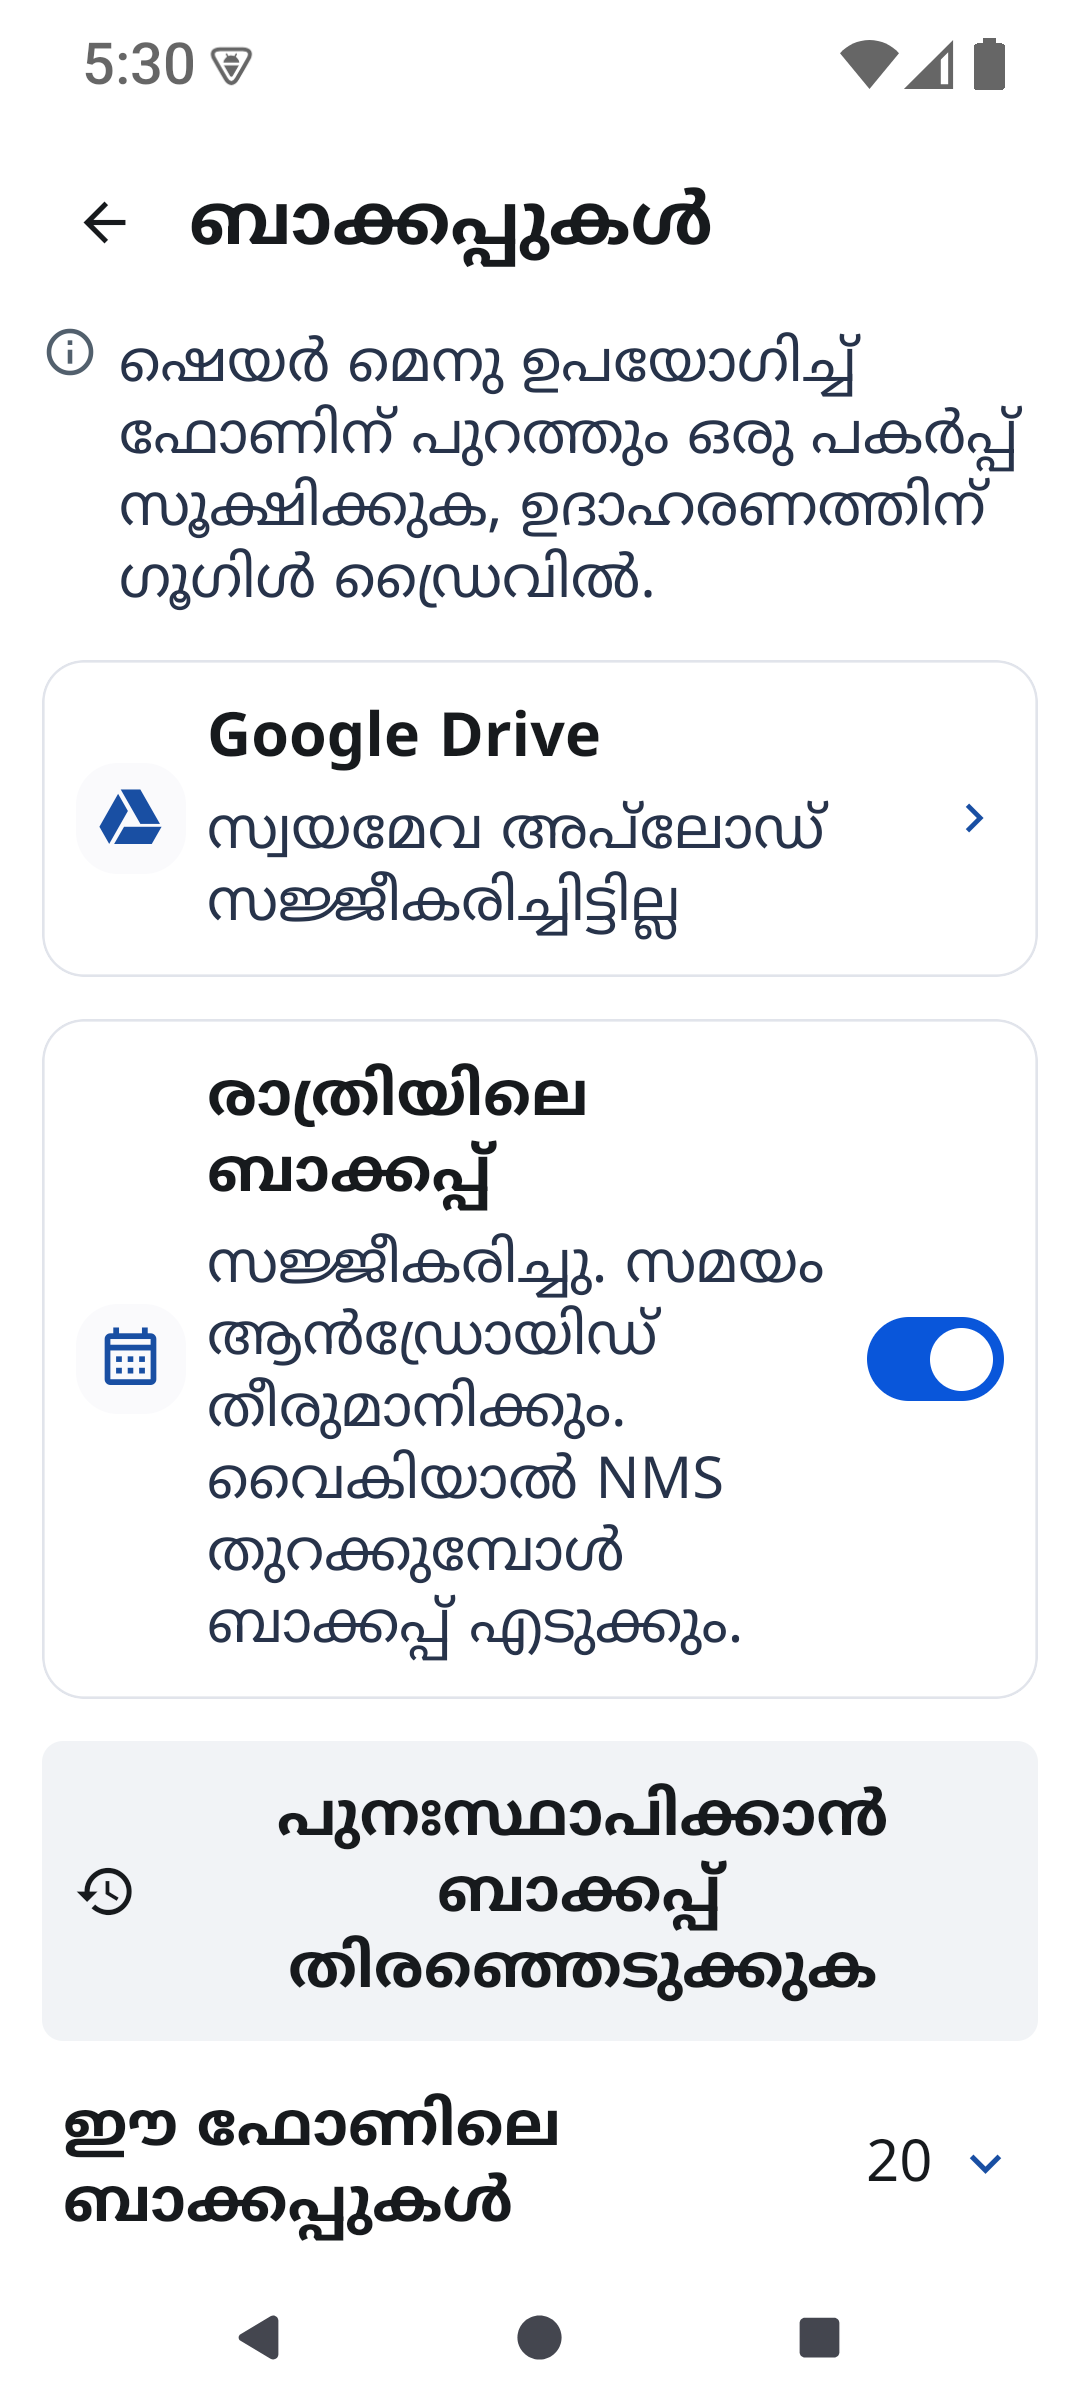 5:30
ബാക്കപ്പുകൾ
ഷെയർ മെനു ഉപയോഗിച്ച്
ഫോണിന് പുറത്തും ഒരു പകർപ്പ്
സൂക്ഷിക്കുക, ഉദാഹരണത്തിന്
ഗൂഗിൾ ഡ്രൈവിൽ.
Google Drive
സ്വയമേവ അപ്‌ലോഡ്
സജ്ജീകരിച്ചിട്ടില്ല
രാത്രിയിലെ
ബാക്കപ്പ്
സജ്ജീകരിച്ചു. സമയം
ആൻഡ്രോയിഡ്
തീരുമാനിക്കും.
വൈകിയാൽ NMS
തുറക്കുമ്പോൾ
ബാക്കപ്പ് എടുക്കും.
പുനഃസ്ഥാപിക്കാൻ
ബാക്കപ്പ്
തിരഞ്ഞെടുക്കുക
ഈ ഫോണിലെ
ബാക്കപ്പുകൾ
20